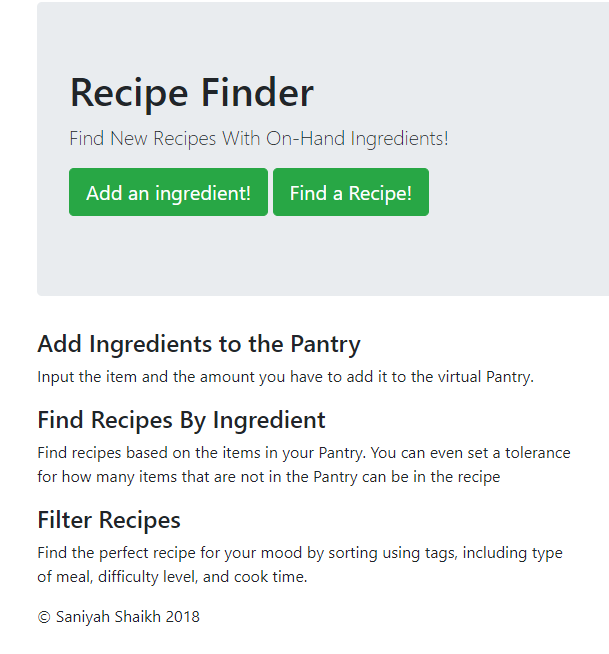 Recipe Finder
Find New Recipes With On-Hand Ingredients!
Add an ingredient! Find a Recipe!
Add Ingredients to the Pantry
Input the item and the amount you have to add it to the virtual Pantry.
Find Recipes By Ingredient
Find recipes based on the items in your Pantry. You can even set a tolerance
for how many items that are not in the Pantry can be in the recipe
Filter Recipes
Find the perfect recipe for your mood by sorting using tags, including type
of meal, difficulty level, and cook time.
© Saniyah Shaikh 2018